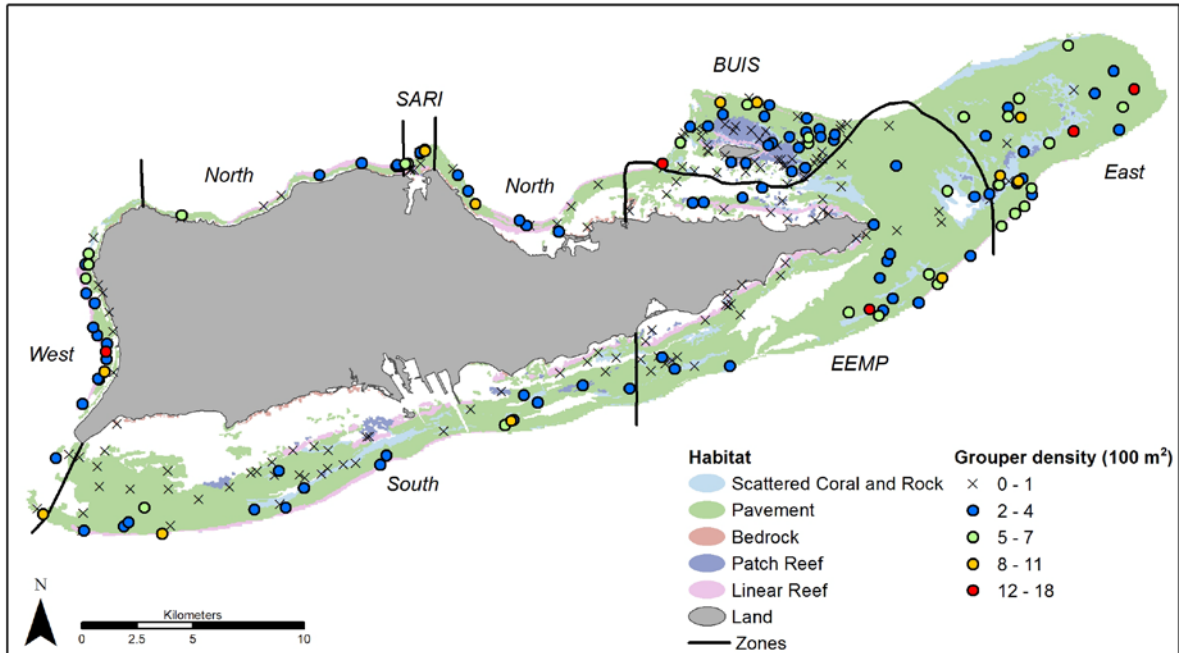 BUIS
SARI
North
North
East
West
EEMP
South
Habitat
Scattered Coral and Rock
Pavement
Bedrock
Patch Reef
Linear Reef
Land
Zones
Grouper density (100 m²)
0 - 1
2 - 4
5 - 7
8 - 11
12 - 18
N
Kilometers
0 2.5 5 10